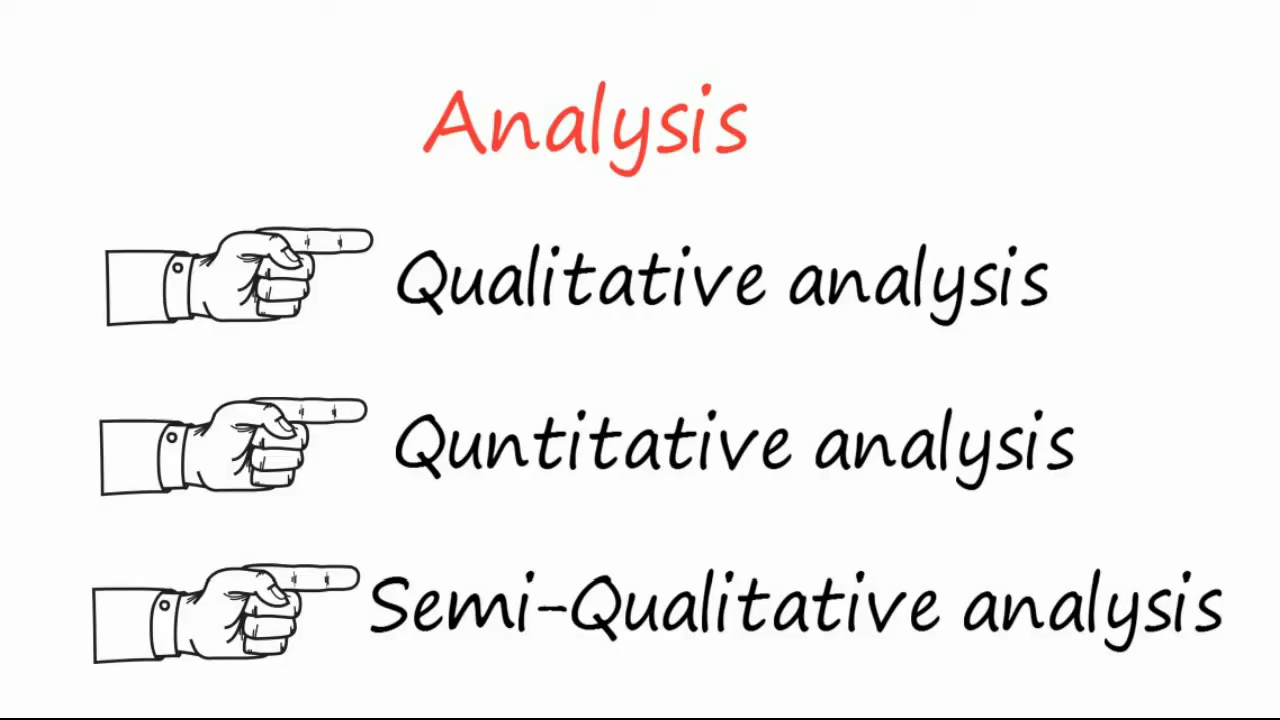 Analysis
Qualitative analysis
Quntitative analysis
Semi-Qualitative analysis